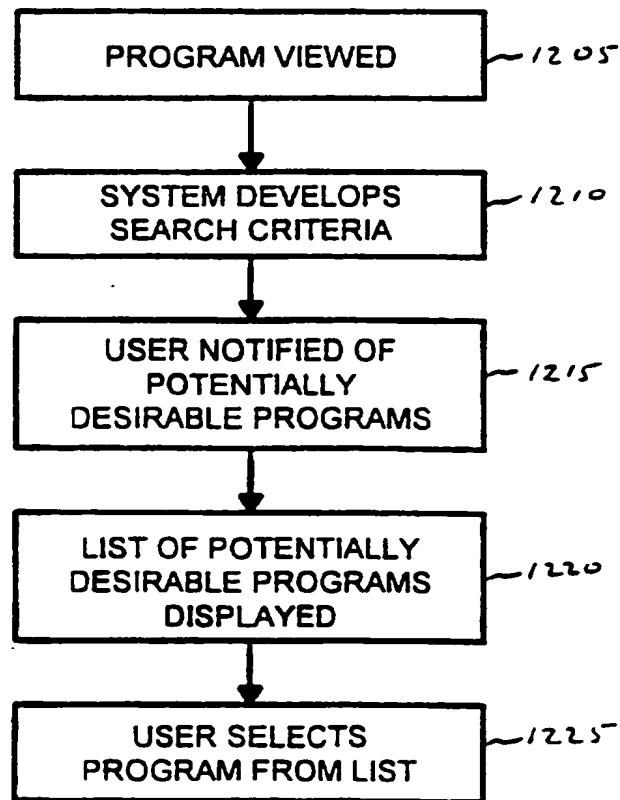 PROGRAM VIEWED
1205
SYSTEM DEVELOPS
SEARCH CRITERIA
1210
USER NOTIFIED OF
POTENTIALLY
DESIRABLE PROGRAMS
1215
LIST OF POTENTIALLY
DESIRABLE PROGRAMS
DISPLAYED
1220
USER SELECTS
PROGRAM FROM LIST
1225